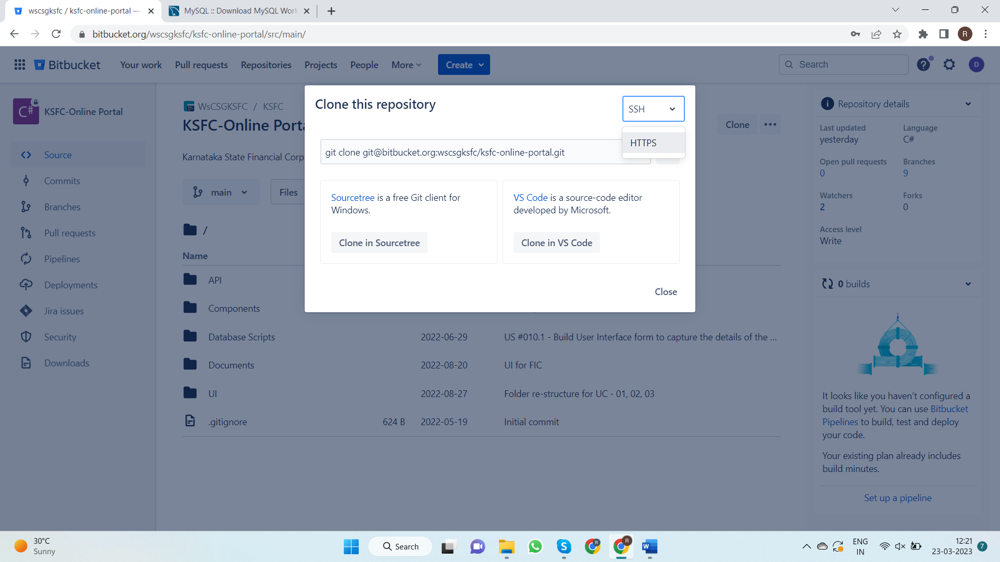 wscsgksfc / ksfc-online-portal —
MySQL :: Download MySQL Work
bitbucket.org/wscsgksfc/ksfc-online-portal/src/main/
R
Bitbucket
Your work
Pull requests
Repositories
Projects
People
More
Create
Search
D
C#
KSFC-Online Portal
Source
Commits
Branches
Pull requests
Pipelines
Deployments
Jira issues
Security
Downloads
WsCSGKSFC / KSFC
KSFC-Online Porta
Clone
Karnataka State Financial Corp
main
Files
/
Name
API
Components
Database Scripts 2022-06-29 US #010.1 - Build User Interface form to capture the details of the ...
Documents 2022-08-20 UI for FIC
UI 2022-08-27 Folder re-structure for UC - 01, 02, 03
.gitignore 624 B 2022-05-19 Initial commit
Clone this repository
SSH
HTTPS
git clone git@bitbucket.org:wscsgksfc/ksfc-online-portal.git
Sourcetree is a free Git client for
Windows.
Clone in Sourcetree
VS Code is a source-code editor
developed by Microsoft.
Clone in VS Code
Close
Repository details
Last updated
yesterday
Language
C#
Open pull requests
0
Branches
9
Watchers
2
Forks
0
Access level
Write
0 builds
It looks like you haven't configured a
build tool yet. You can use Bitbucket
Pipelines to build, test and deploy
your code.
Your existing plan already includes
build minutes.
Set up a pipeline
30°C
Sunny
Search
R
R
ENG
IN
12:21
23-03-2023
7